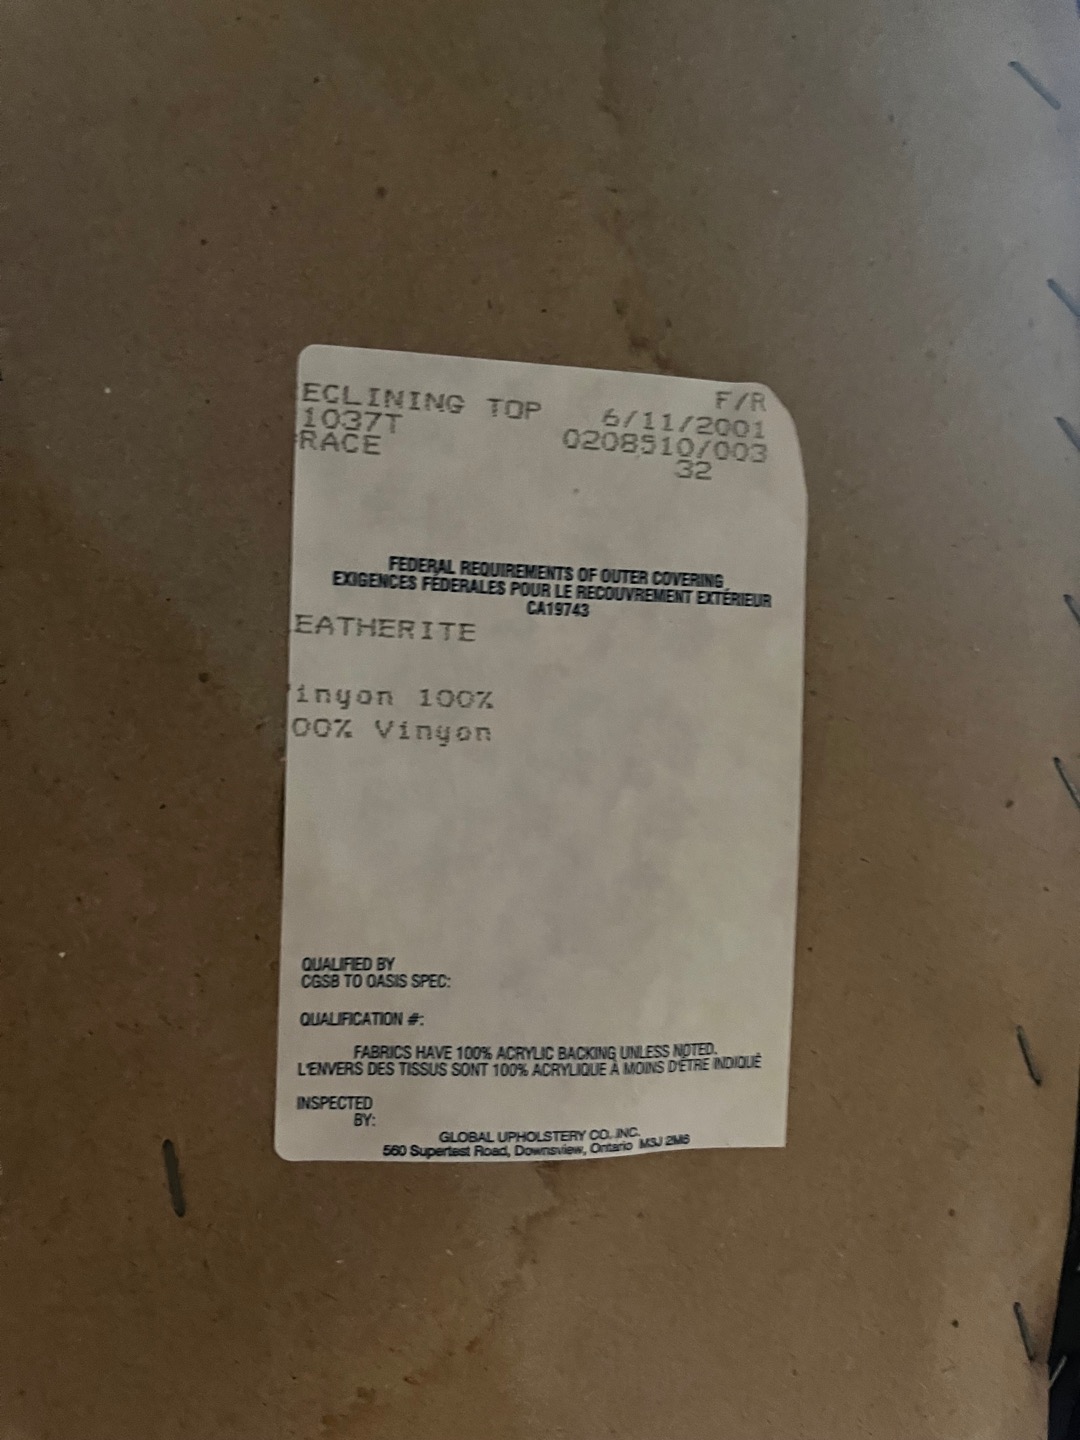 F/R
ECLINING TOP 6/11/2001
1037T 0208510/003
RACE 32
FEDERAL REQUIREMENTS OF OUTER COVERING
EXIGENCES FÉDERALES POUR LE RECOUVREMENT EXTÉRIEUR
CA19743
EATHERITE
inyon 100%
00% Vinyon
QUALIFIED BY
CGSB TO OASIS SPEC:
QUALIFICATION #:
FABRICS HAVE 100% ACRYLIC BACKING UNLESS NOTED.
L'ENVERS DES TISSUS SONT 100% ACRYLIQUE À MOINS D'ÉTRE INDIQUÉ
INSPECTED
BY:
GLOBAL UPHOLSTERY CO. INC.
560 Supertest Road, Downsview, Ontario M3J 2M6